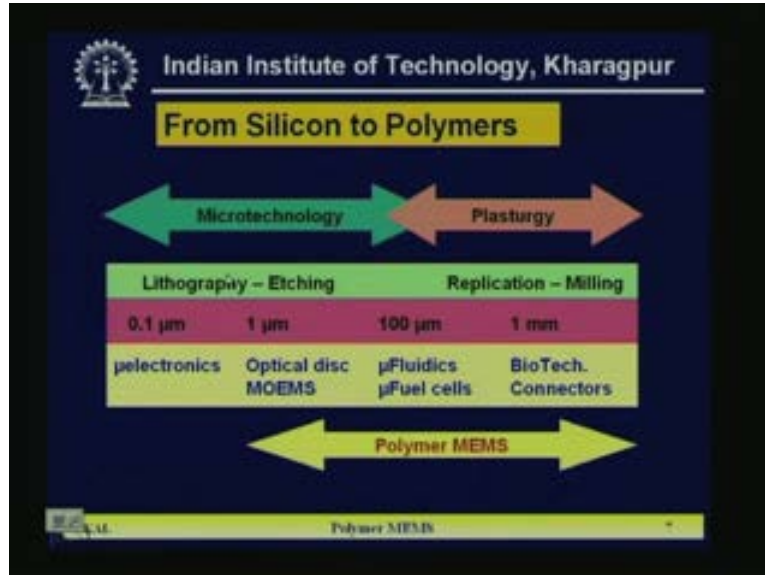 Indian Institute of Technology, Kharagpur
From Silicon to Polymers
Microtechnology Plasturgy
Lithography – Etching Replication – Milling
0.1 µm 1 µm 100 µm 1 mm
µelectronics Optical disc µFluidics BioTech.
MOEMS µFuel cells Connectors
Polymer MEMS
Polymer MEMS